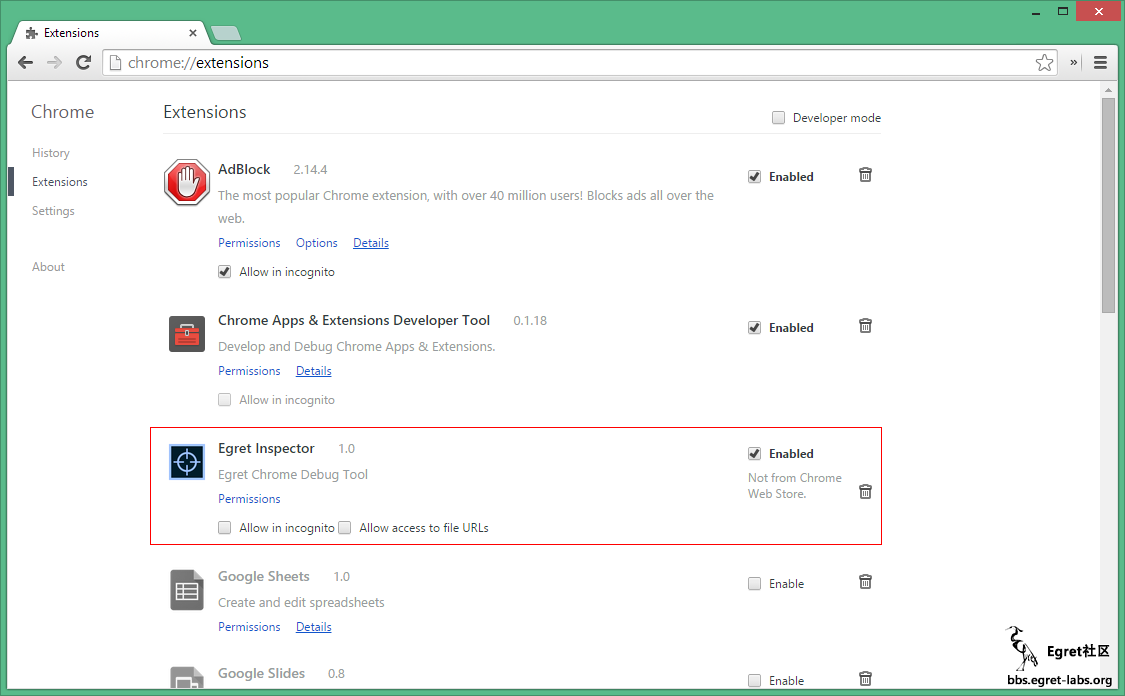 Extensions
chrome://extensions
»
Chrome
Extensions
Developer mode
History
Extensions
Settings
About
AdBlock 2.14.4
Enabled
The most popular Chrome extension, with over 40 million users! Blocks ads all over the
web.
Permissions Options Details
Allow in incognito
Chrome Apps & Extensions Developer Tool 0.1.18
Enabled
Develop and Debug Chrome Apps & Extensions.
Permissions Details
Allow in incognito
Egret Inspector 1.0
Enabled
Egret Chrome Debug Tool
Not from Chrome
Web Store.
Permissions
Allow in incognito Allow access to file URLs
Google Sheets 1.0
Enable
Create and edit spreadsheets
Permissions Details
Google Slides 0.8
Enable
Egret社区
bbs.egret-labs.org